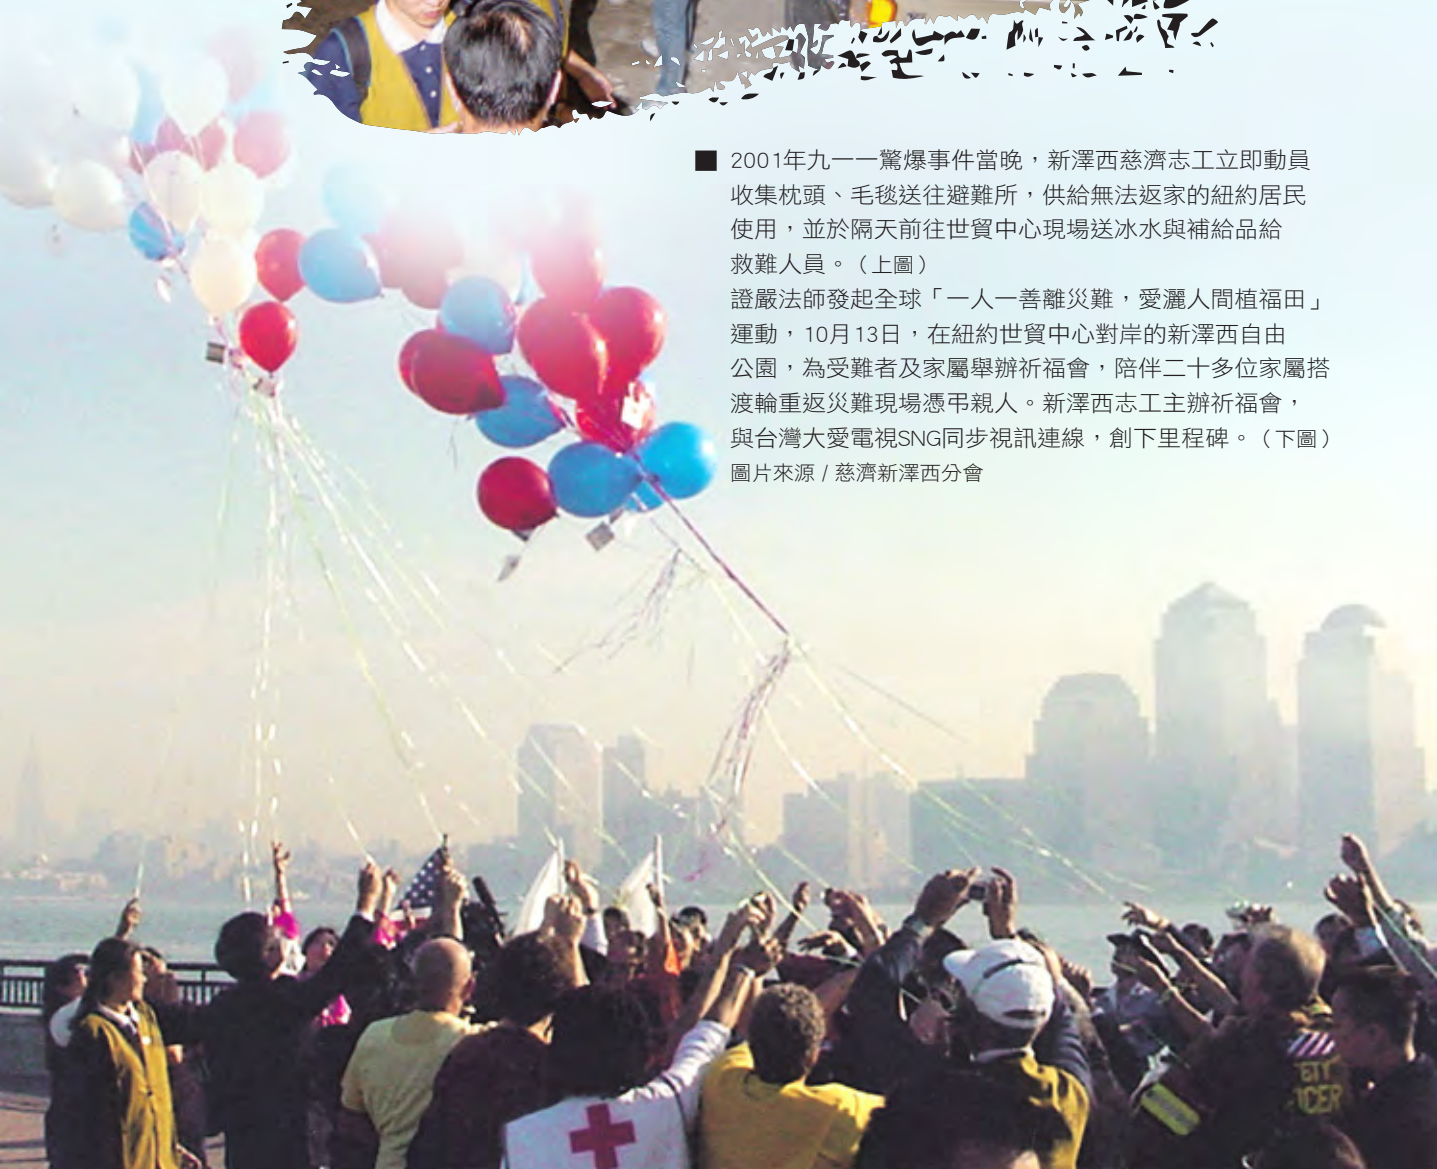 ■ 2001年九一一驚爆事件當晚，新澤西慈濟志工立即動員
收集枕頭、毛毯送往避難所，供給無法返家的紐約居民
使用，並於隔天前往世貿中心現場送冰水與補給品給
救難人員。（上圖）
證嚴法師發起全球「一人一善離災難，愛灑人間植福田」
運動，10月13日，在紐約世貿中心對岸的新澤西自由
公園，為受難者及家屬舉辦祈福會，陪伴二十多位家屬搭
渡輪重返災難現場憑弔親人。新澤西志工主辦祈福會，
與台灣大愛電視SNG同步視訊連線，創下里程碑。（下圖）
圖片來源 / 慈濟新澤西分會